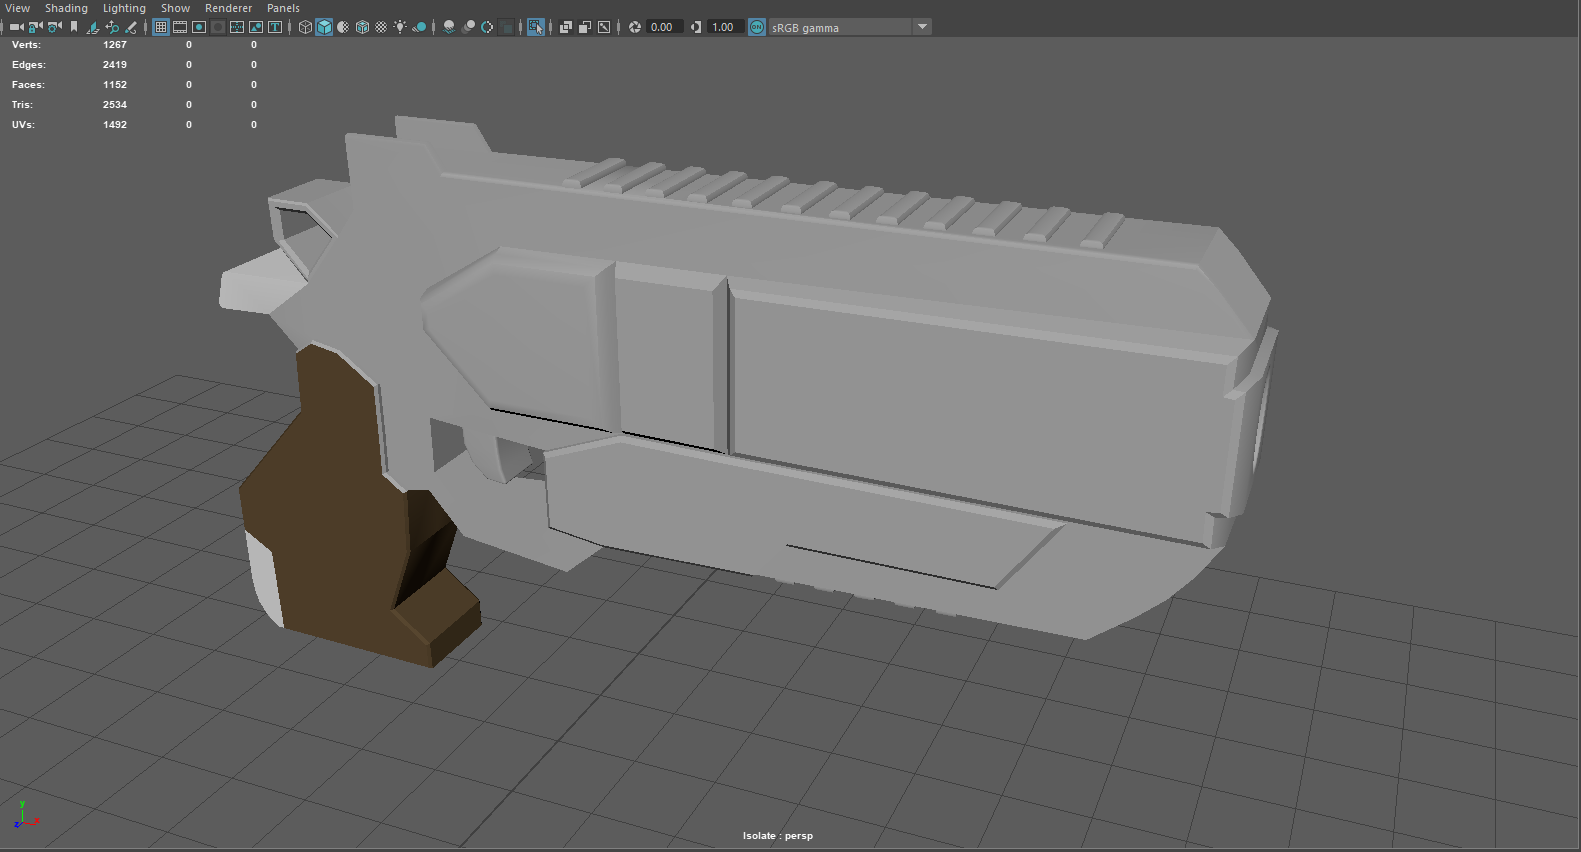 View Shading Lighting Show Renderer Panels
0.00 1.00 ON sRGB gamma
Verts: 1267 0 0
Edges: 2419 0 0
Faces: 1152 0 0
Tris: 2534 0 0
UVs: 1492 0 0
y
z x
Isolate : persp